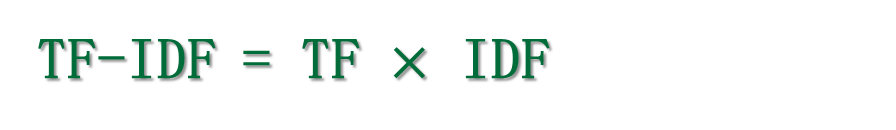 TF-IDF = TF × IDF